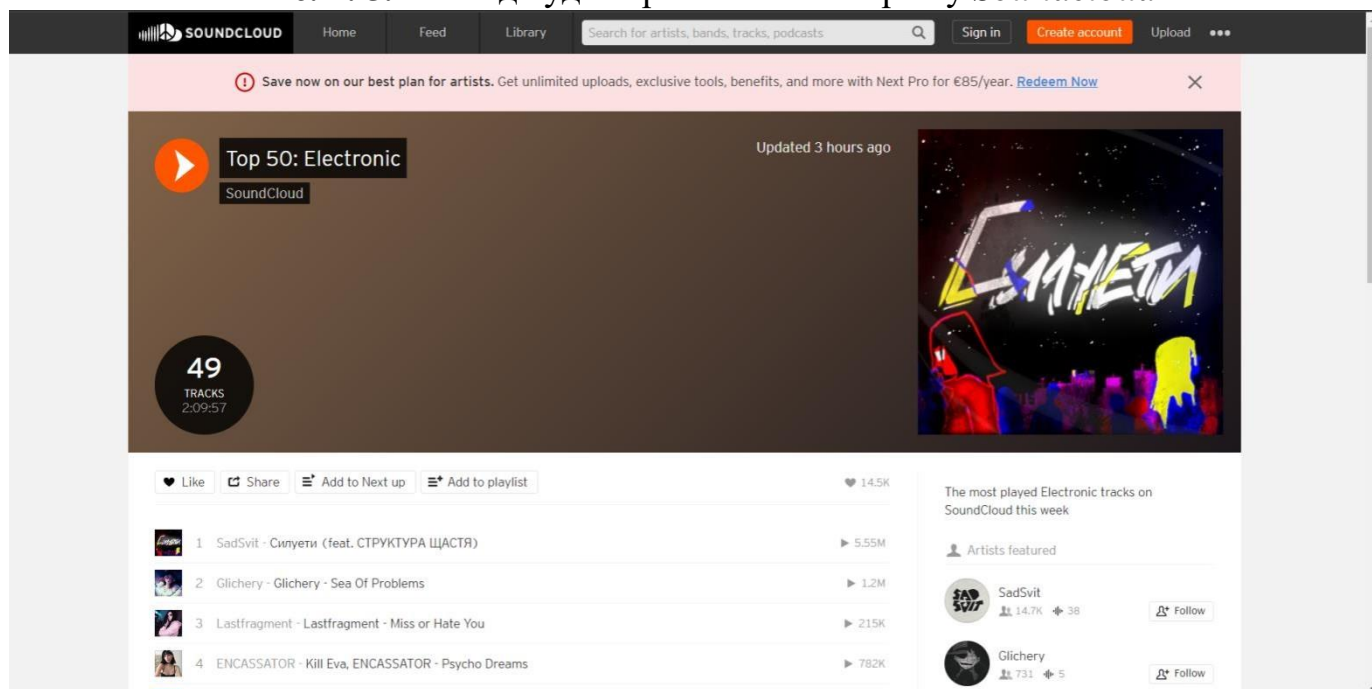 SOUNDCLOUD Home Feed Library Search for artists, bands, tracks, podcasts Sign in Create account Upload
Save now on our best plan for artists. Get unlimited uploads, exclusive tools, benefits, and more with Next Pro for €85/year. Redeem Now
Top 50: Electronic
SoundCloud
Updated 3 hours ago
Силуети
49
TRACKS
2:09:57
Like Share Add to Next up Add to playlist 14.5K
1 SadSvit - Силуети (feat. СТРУКТУРА ЩАСТЯ) 5.55M
2 Glichery - Glichery - Sea Of Problems 1.2M
3 Lastfragment - Lastfragment - Miss or Hate You 215K
4 ENCASSATOR - Kill Eva, ENCASSATOR - Psycho Dreams 782K
The most played Electronic tracks on
SoundCloud this week
Artists featured
SAD
SVIT
SadSvit
14.7K 38 Follow
Glichery
731 5 Follow